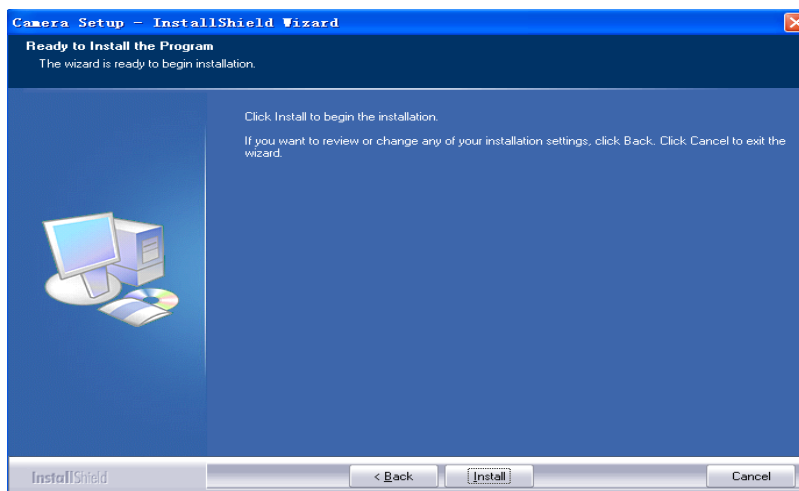 Camera Setup - InstallShield Wizard
Ready to Install the Program
The wizard is ready to begin installation.
Click Install to begin the installation.
If you want to review or change any of your installation settings, click Back. Click Cancel to exit the
wizard.
InstallShield
< Back
Install
Cancel